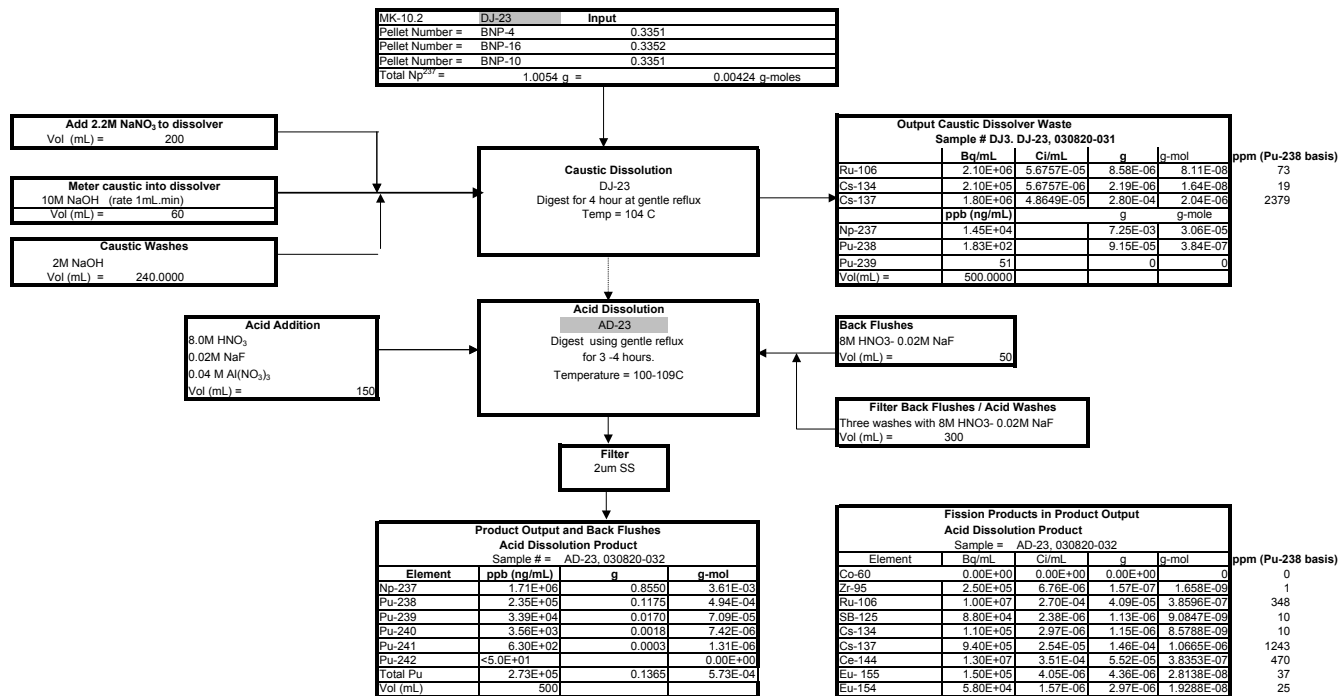 MK-10.2 DJ-23 Input
Pellet Number = BNP-4 0.3351
Pellet Number = BNP-16 0.3352
Pellet Number = BNP-10 0.3351
Total Np237 = 1.0054 g = 0.00424 g-moles
Add 2.2M NaNO3 to dissolver
Vol (mL) = 200
Meter caustic into dissolver
10M NaOH (rate 1mL.min)
Vol (mL) = 60
Caustic Washes
2M NaOH
Vol (mL) = 240.0000
Caustic Dissolution
DJ-23
Digest for 4 hour at gentle reflux
Temp = 104 C
Output Caustic Dissolver Waste
Sample # DJ3. DJ-23, 030820-031
Bq/mL Ci/mL g g-mol ppm (Pu-238 basis)
Ru-106 2.10E+06 5.6757E-05 8.58E-06 8.11E-08 73
Cs-134 2.10E+05 5.6757E-06 2.19E-06 1.64E-08 19
Cs-137 1.80E+06 4.8649E-05 2.80E-04 2.04E-06 2379
ppb (ng/mL) g g-mole
Np-237 1.45E+04 7.25E-03 3.06E-05
Pu-238 1.83E+02 9.15E-05 3.84E-07
Pu-239 51 0 0
Vol(mL) = 500.0000
Acid Addition
8.0M HNO3
0.02M NaF
0.04 M Al(NO3)3
Vol (mL) = 150
Acid Dissolution
AD-23
Digest using gentle reflux
for 3 -4 hours.
Temperature = 100-109C
Back Flushes
8M HNO3- 0.02M NaF
Vol (mL) = 50
Filter Back Flushes / Acid Washes
Three washes with 8M HNO3- 0.02M NaF
Vol (mL) = 300
Filter
2um SS
Product Output and Back Flushes
Acid Dissolution Product
Sample # = AD-23, 030820-032
Element ppb (ng/mL) g g-mol
Np-237 1.71E+06 0.8550 3.61E-03
Pu-238 2.35E+05 0.1175 4.94E-04
Pu-239 3.39E+04 0.0170 7.09E-05
Pu-240 3.56E+03 0.0018 7.42E-06
Pu-241 6.30E+02 0.0003 1.31E-06
Pu-242 <5.0E+01 0.00E+00
Total Pu 2.73E+05 0.1365 5.73E-04
Vol (mL) 500
Fission Products in Product Output
Acid Dissolution Product
Sample = AD-23, 030820-032
Element Bq/mL Ci/mL g g-mol ppm (Pu-238 basis)
Co-60 0.00E+00 0.00E+00 0.00E+00 0 0
Zr-95 2.50E+05 6.76E-06 1.57E-07 1.658E-09 1
Ru-106 1.00E+07 2.70E-04 4.09E-05 3.8596E-07 348
SB-125 8.80E+04 2.38E-06 1.13E-06 9.0847E-09 10
Cs-134 1.10E+05 2.97E-06 1.15E-06 8.5788E-09 10
Cs-137 9.40E+05 2.54E-05 1.46E-04 1.0665E-06 1243
Ce-144 1.30E+07 3.51E-04 5.52E-05 3.8353E-07 470
Eu- 155 1.50E+05 4.05E-06 4.36E-06 2.8138E-08 37
Eu-154 5.80E+04 1.57E-06 2.97E-06 1.9288E-08 25